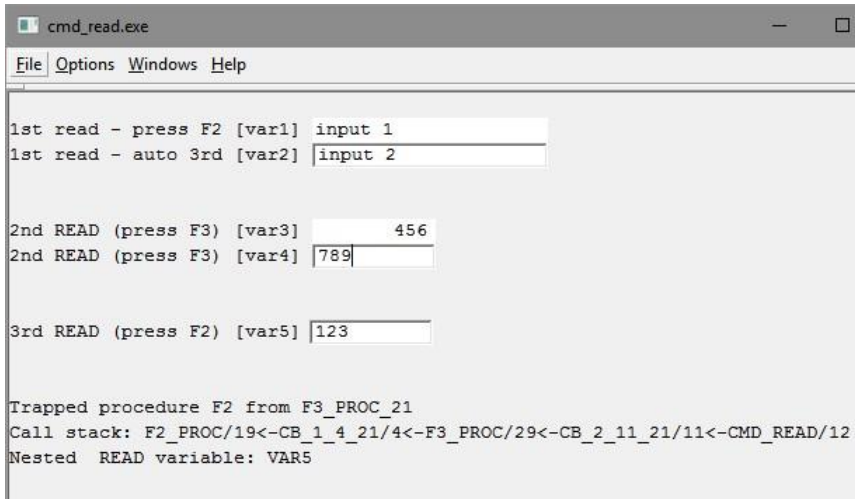 cmd_read.exe
File Options Windows Help
1st read - press F2 [var1] input 1
1st read - auto 3rd [var2] input 2
2nd READ (press F3) [var3] 456
2nd READ (press F3) [var4] 789
3rd READ (press F2) [var5] 123
Trapped procedure F2 from F3_PROC_21
Call stack: F2_PROC/19<-CB_1_4_21/4<-F3_PROC/29<-CB_2_11_21/11<-CMD_READ/12
Nested  READ variable: VAR5